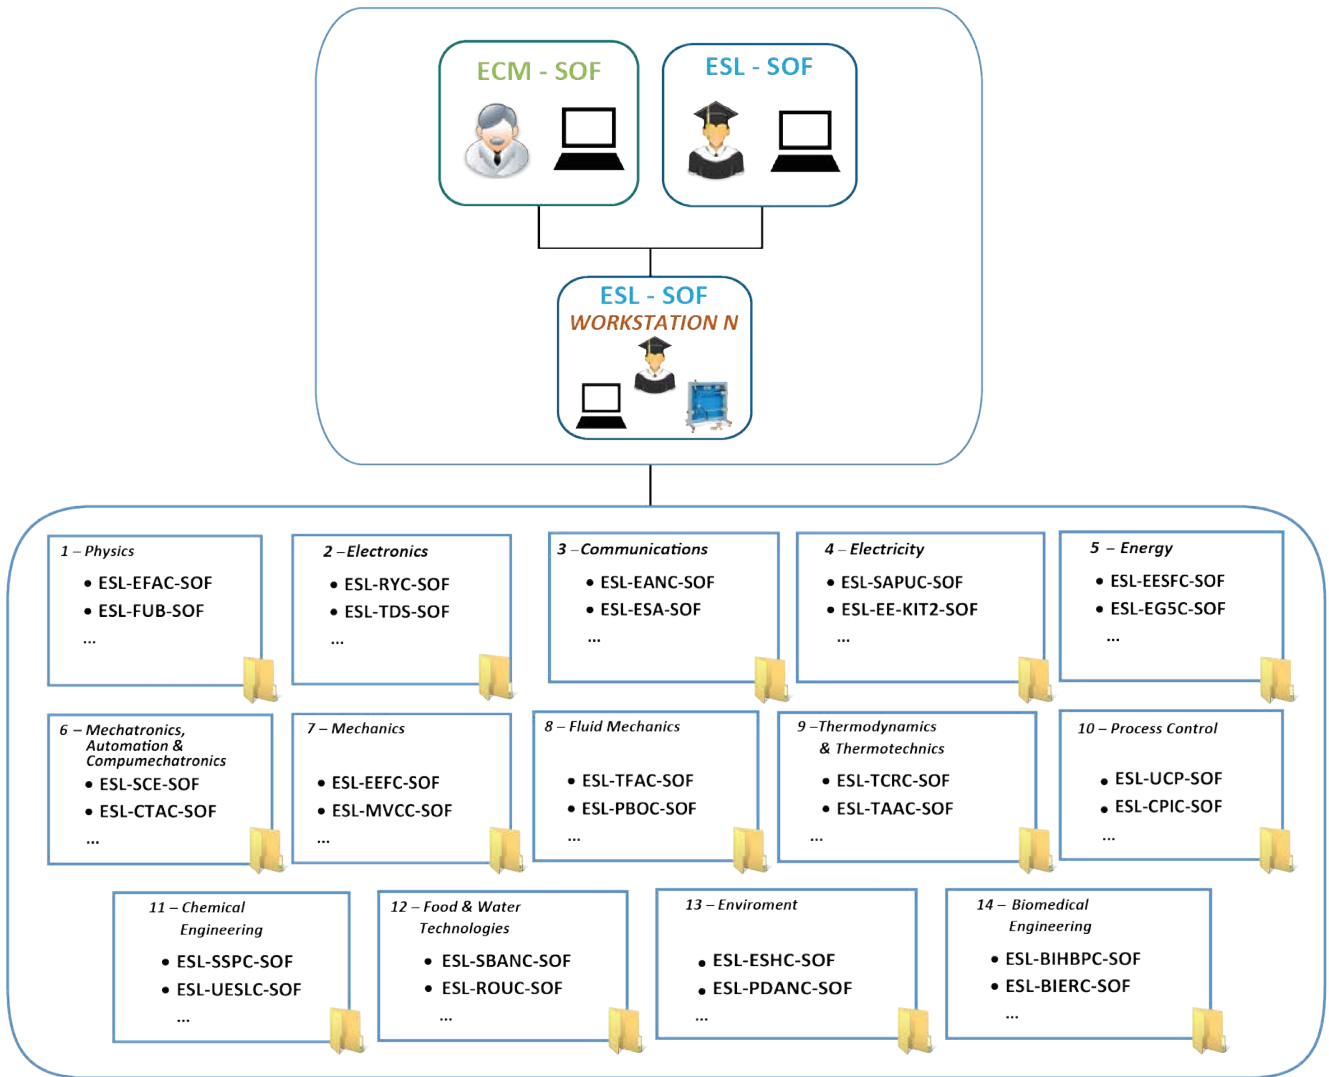 ECM - SOF
ESL - SOF
ESL - SOF
WORKSTATION N
1 – Physics
• ESL-EFAC-SOF
• ESL-FUB-SOF
...
2 – Electronics
• ESL-RYC-SOF
• ESL-TDS-SOF
...
3 – Communications
• ESL-EANC-SOF
• ESL-ESA-SOF
...
4 – Electricity
• ESL-SAPUC-SOF
• ESL-EE-KIT2-SOF
...
5 – Energy
• ESL-EESFC-SOF
• ESL-EG5C-SOF
...
6 – Mechatronics,
Automation &
Compumechatronics
• ESL-SCE-SOF
• ESL-CTAC-SOF
...
7 – Mechanics
• ESL-EEFC-SOF
• ESL-MVCC-SOF
...
8 – Fluid Mechanics
• ESL-TFAC-SOF
• ESL-PBOC-SOF
...
9 – Thermodynamics
& Thermotechnics
• ESL-TCRC-SOF
• ESL-TAAC-SOF
...
10 – Process Control
• ESL-UCP-SOF
• ESL-CPIC-SOF
...
11 – Chemical
Engineering
• ESL-SSPC-SOF
• ESL-UESLC-SOF
...
12 – Food & Water
Technologies
• ESL-SBANC-SOF
• ESL-ROUC-SOF
...
13 – Enviroment
• ESL-ESHC-SOF
• ESL-PDANC-SOF
...
14 – Biomedical
Engineering
• ESL-BIHBPC-SOF
• ESL-BIERC-SOF
...